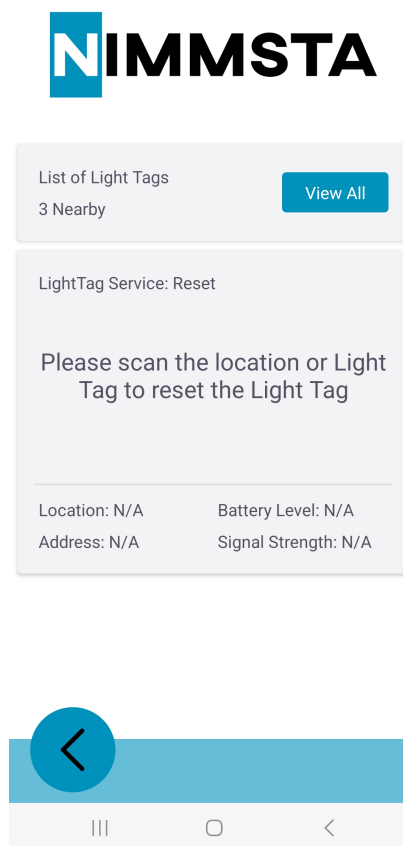 NIMMSTA
List of Light Tags
3 Nearby
View All
LightTag Service: Reset
Please scan the location or Light
Tag to reset the Light Tag
Location: N/A
Battery Level: N/A
Address: N/A
Signal Strength: N/A